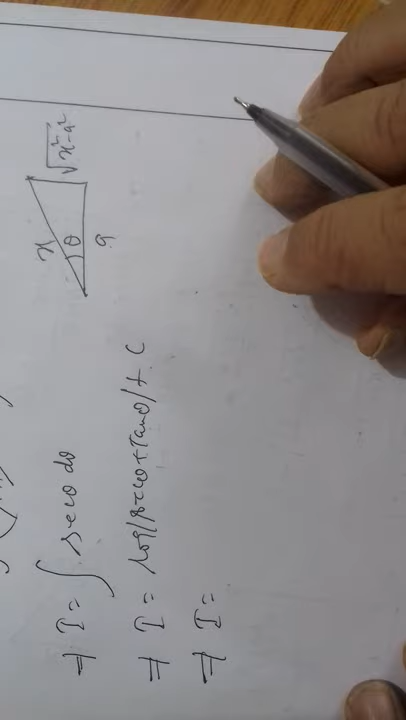 ⇒ I = ∫ secθ dθ
⇒ I = log|secθ + tanθ| + C
⇒ I =
x
θ
a
√x²-a²